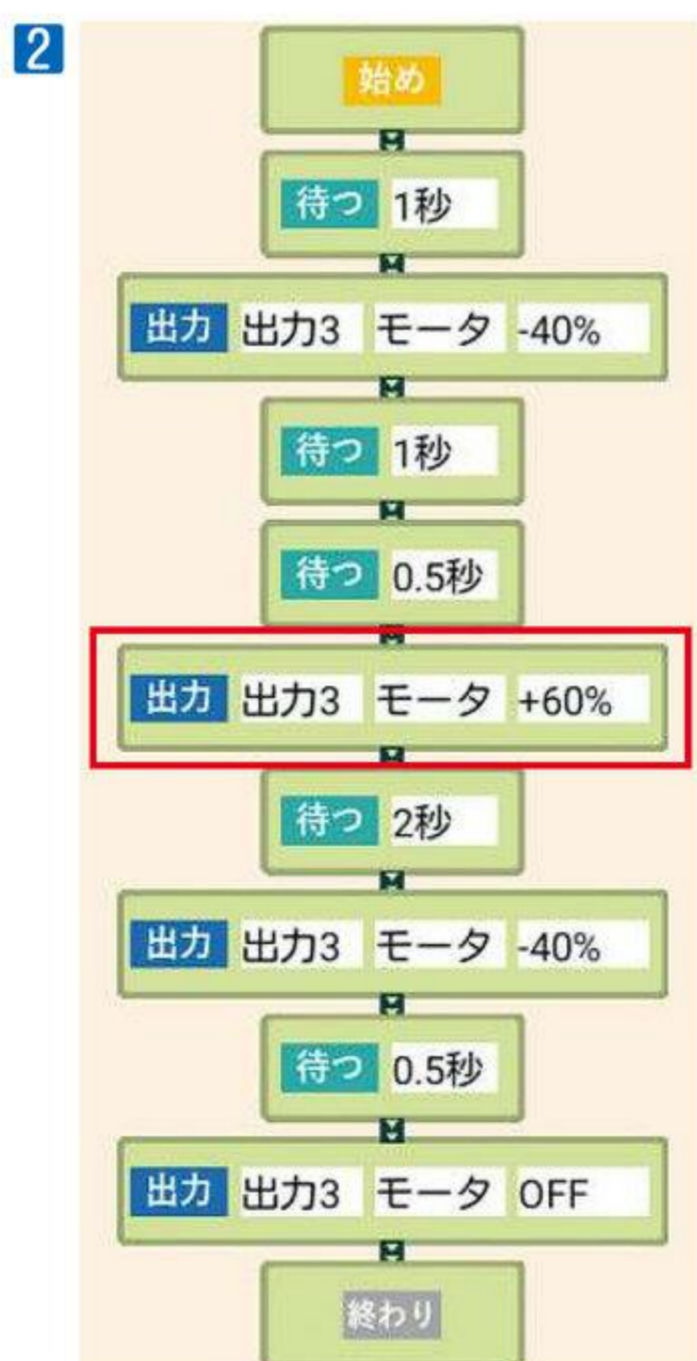 2
始め
待つ 1秒
出力 出力3 モータ -40%
待つ 1秒
待つ 0.5秒
出力 出力3 モータ +60%
待つ 2秒
出力 出力3 モータ -40%
待つ 0.5秒
出力 出力3 モータ OFF
終わり